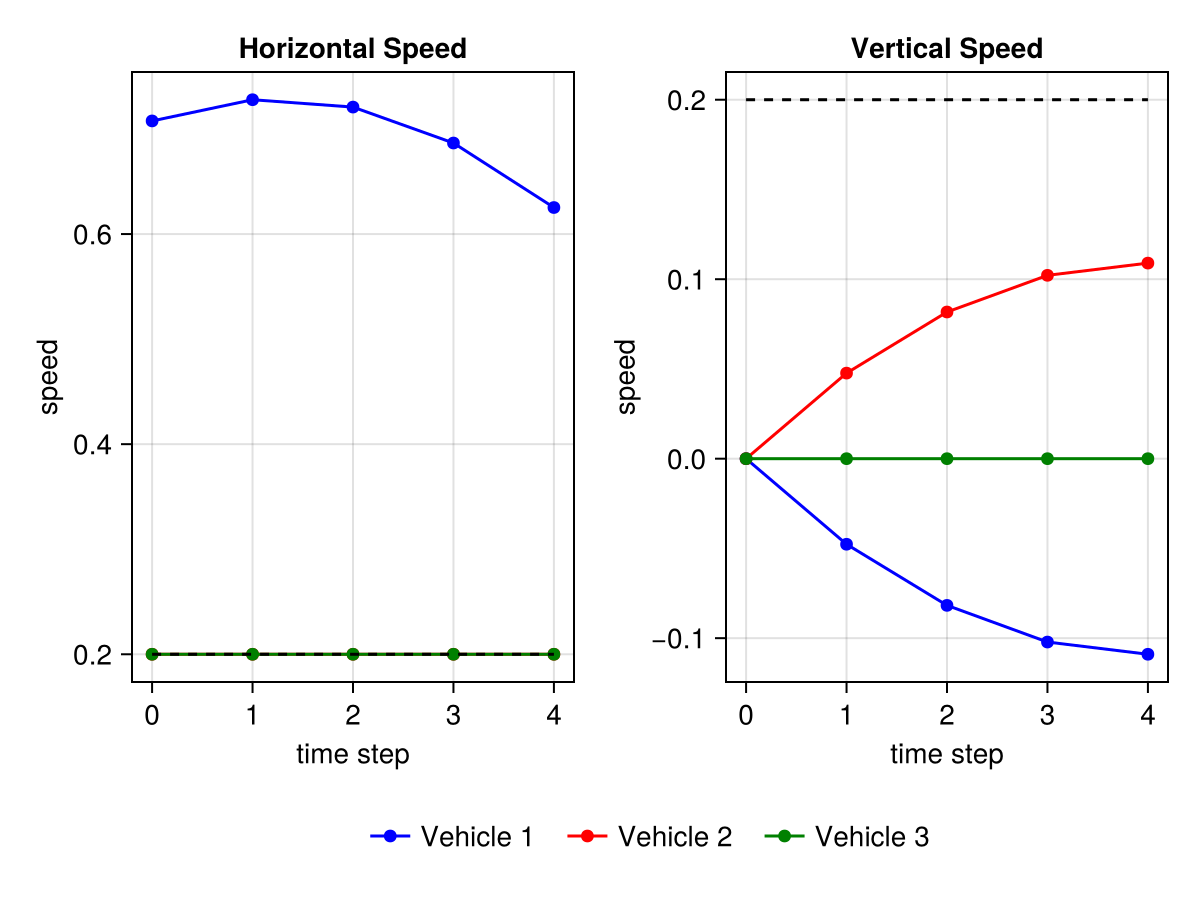 Horizontal Speed
speed
0.6
0.4
0.2
0
1
2
3
4
time step
Vertical Speed
speed
0.2
0.1
0.0
−0.1
0
1
2
3
4
time step
Vehicle 1
Vehicle 2
Vehicle 3